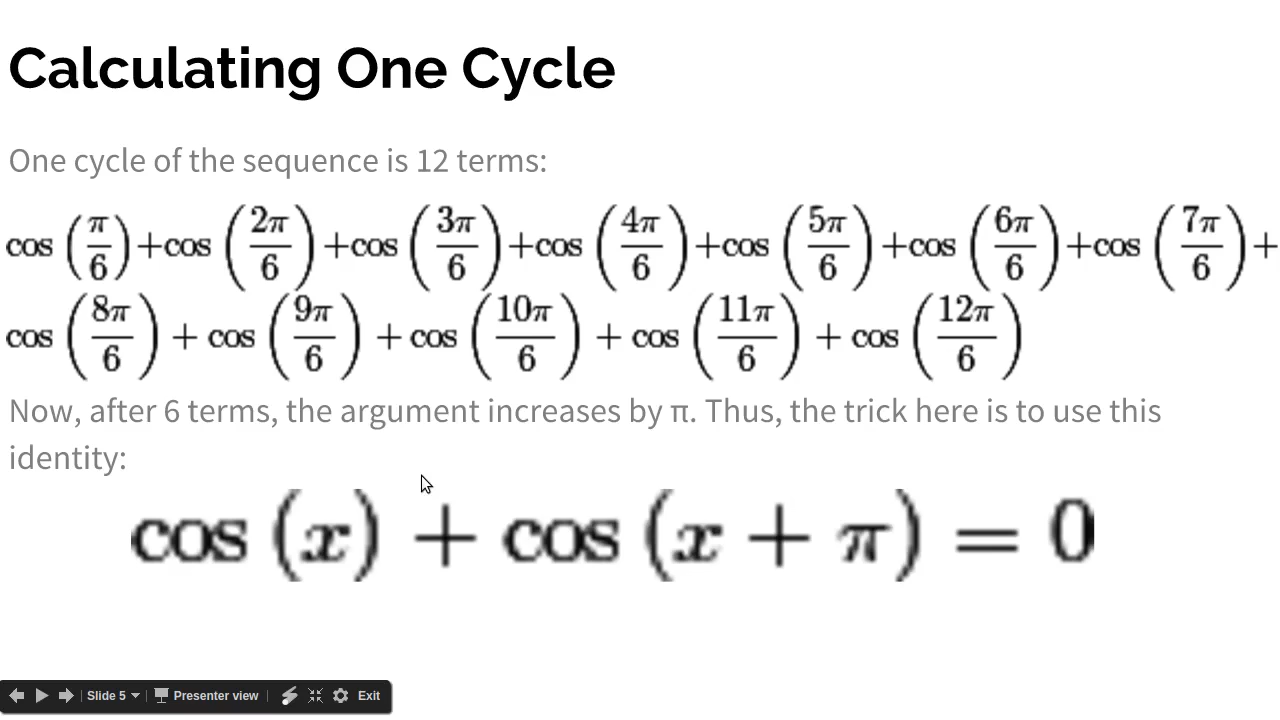 Calculating One Cycle
One cycle of the sequence is 12 terms:
cos (π/6) + cos (2π/6) + cos (3π/6) + cos (4π/6) + cos (5π/6) + cos (6π/6) + cos (7π/6) +
cos (8π/6) + cos (9π/6) + cos (10π/6) + cos (11π/6) + cos (12π/6)
Now, after 6 terms, the argument increases by π. Thus, the trick here is to use this
identity:
cos (x) + cos (x + π) = 0
Slide 5 Presenter view Exit